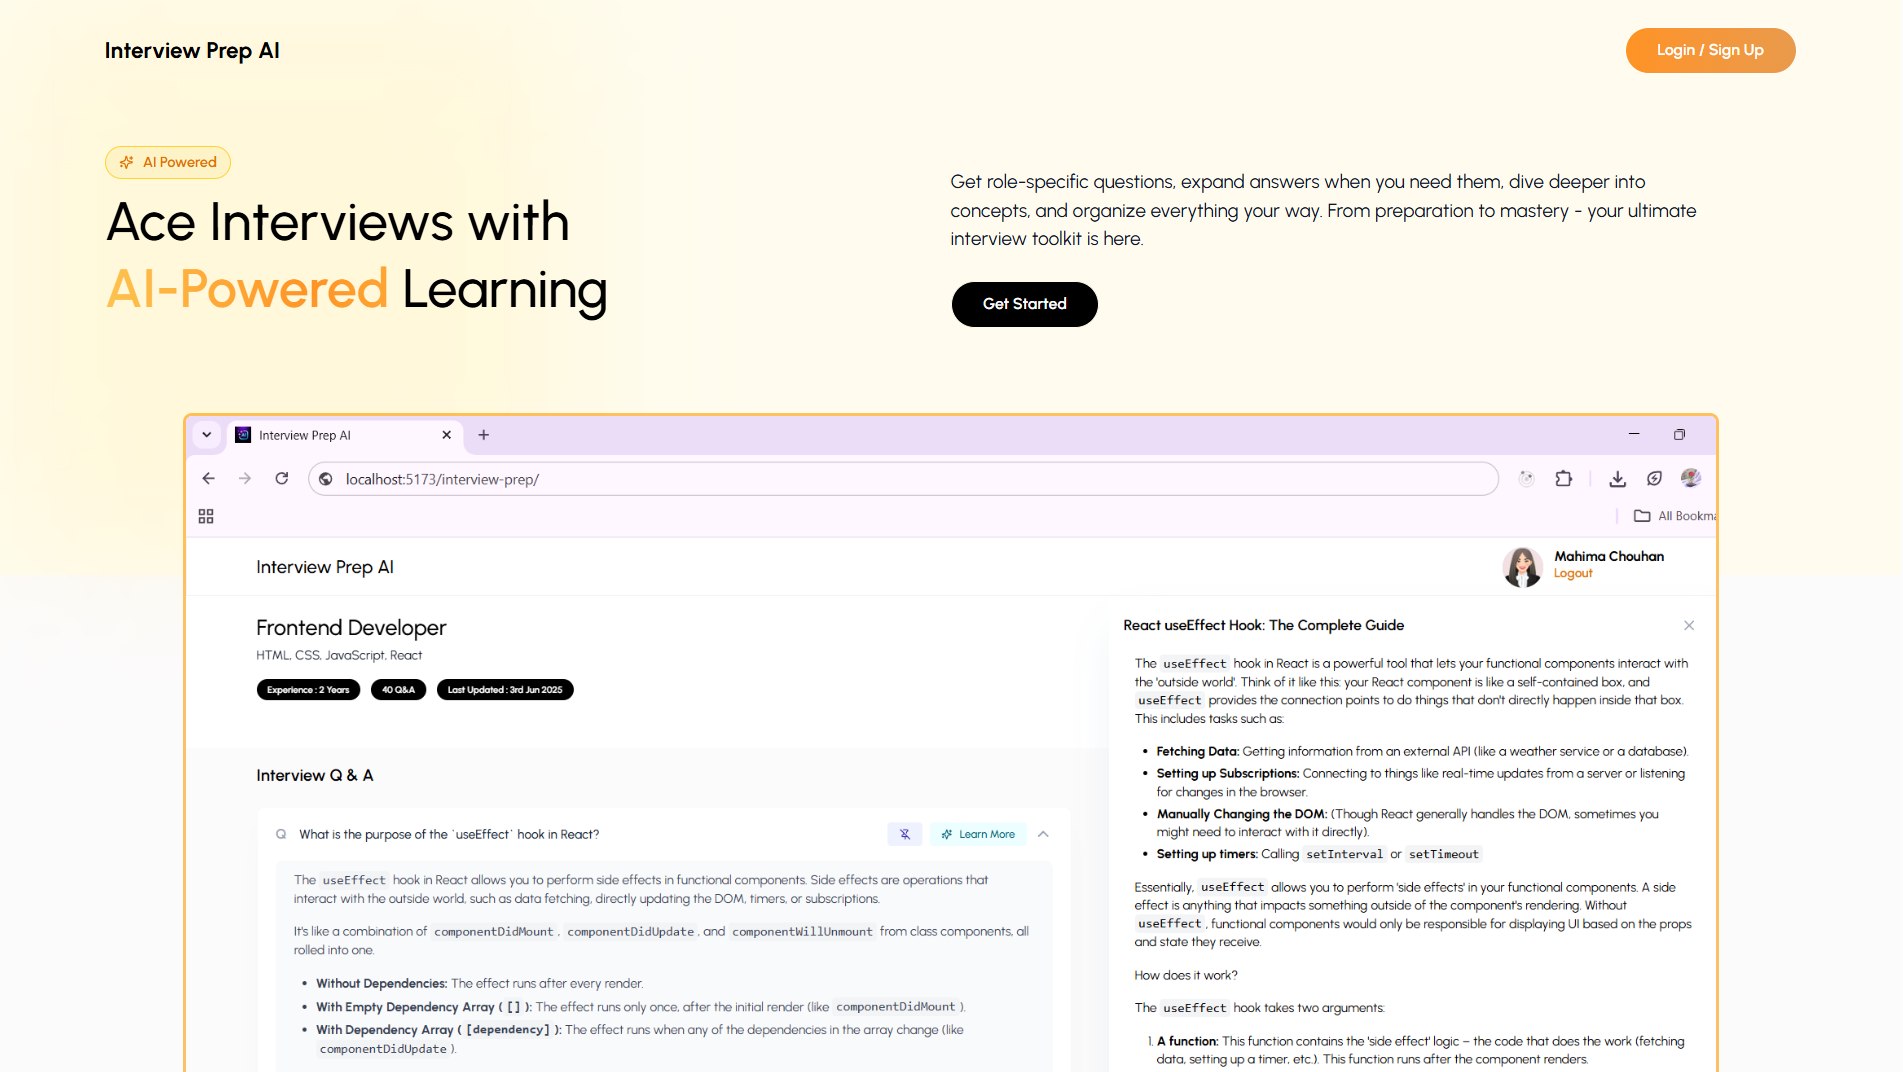 Interview Prep AI
Login / Sign Up
AI Powered
Ace Interviews with
AI-Powered Learning
Get role-specific questions, expand answers when you need them, dive deeper into
concepts, and organize everything your way. From preparation to mastery - your ultimate
interview toolkit is here.
Get Started
Interview Prep AI
localhost:5173/interview-prep/
All Bookma
Interview Prep AI
Mahima Chouhan
Logout
Frontend Developer
HTML, CSS, JavaScript, React
Experience : 2 Years
40 Q&A
Last Updated : 3rd Jun 2025
Interview Q & A
Q What is the purpose of the `useEffect` hook in React?
Learn More
The useEffect hook in React allows you to perform side effects in functional components. Side effects are operations that
interact with the outside world, such as data fetching, directly updating the DOM, timers, or subscriptions.
It's like a combination of componentDidMount, componentDidUpdate, and componentWillUnmount from class components, all
rolled into one.
• Without Dependencies: The effect runs after every render.
• With Empty Dependency Array ( [] ): The effect runs only once, after the initial render (like componentDidMount ).
• With Dependency Array ( [dependency] ): The effect runs when any of the dependencies in the array change (like
componentDidUpdate ).
React useEffect Hook: The Complete Guide
The useEffect hook in React is a powerful tool that lets your functional components interact with
the 'outside world'. Think of it like this: your React component is like a self-contained box, and
useEffect provides the connection points to do things that don't directly happen inside that box.
This includes tasks such as:
• Fetching Data: Getting information from an external API (like a weather service or a database).
• Setting up Subscriptions: Connecting to things like real-time updates from a server or listening
for changes in the browser.
• Manually Changing the DOM: (Though React generally handles the DOM, sometimes you
might need to interact with it directly).
• Setting up timers: Calling setInterval or setTimeout
Essentially, useEffect allows you to perform 'side effects' in your functional components. A side
effect is anything that impacts something outside of the component's rendering. Without
useEffect, functional components would only be responsible for displaying UI based on the props
and state they receive.
How does it work?
The useEffect hook takes two arguments:
1. A function: This function contains the 'side effect' logic – the code that does the work (fetching
data, setting up a timer, etc.). This function runs after the component renders.